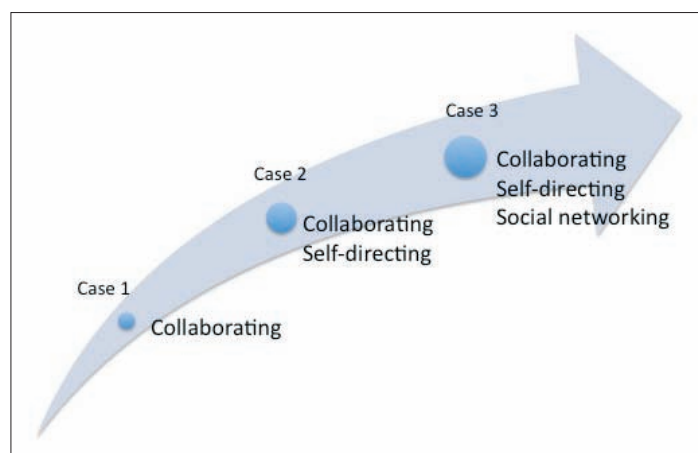 Case 1
Collaborating
Case 2
Collaborating
Self-directing
Case 3
Collaborating
Self-directing
Social networking